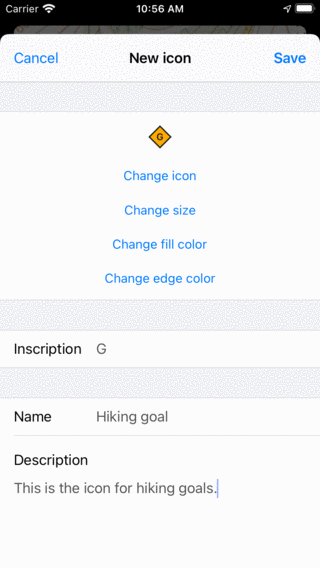 Carrier 10:56 AM
Cancel New icon Save
G
Change icon
Change size
Change fill color
Change edge color
Inscription G
Name Hiking goal
Description
This is the icon for hiking goals.